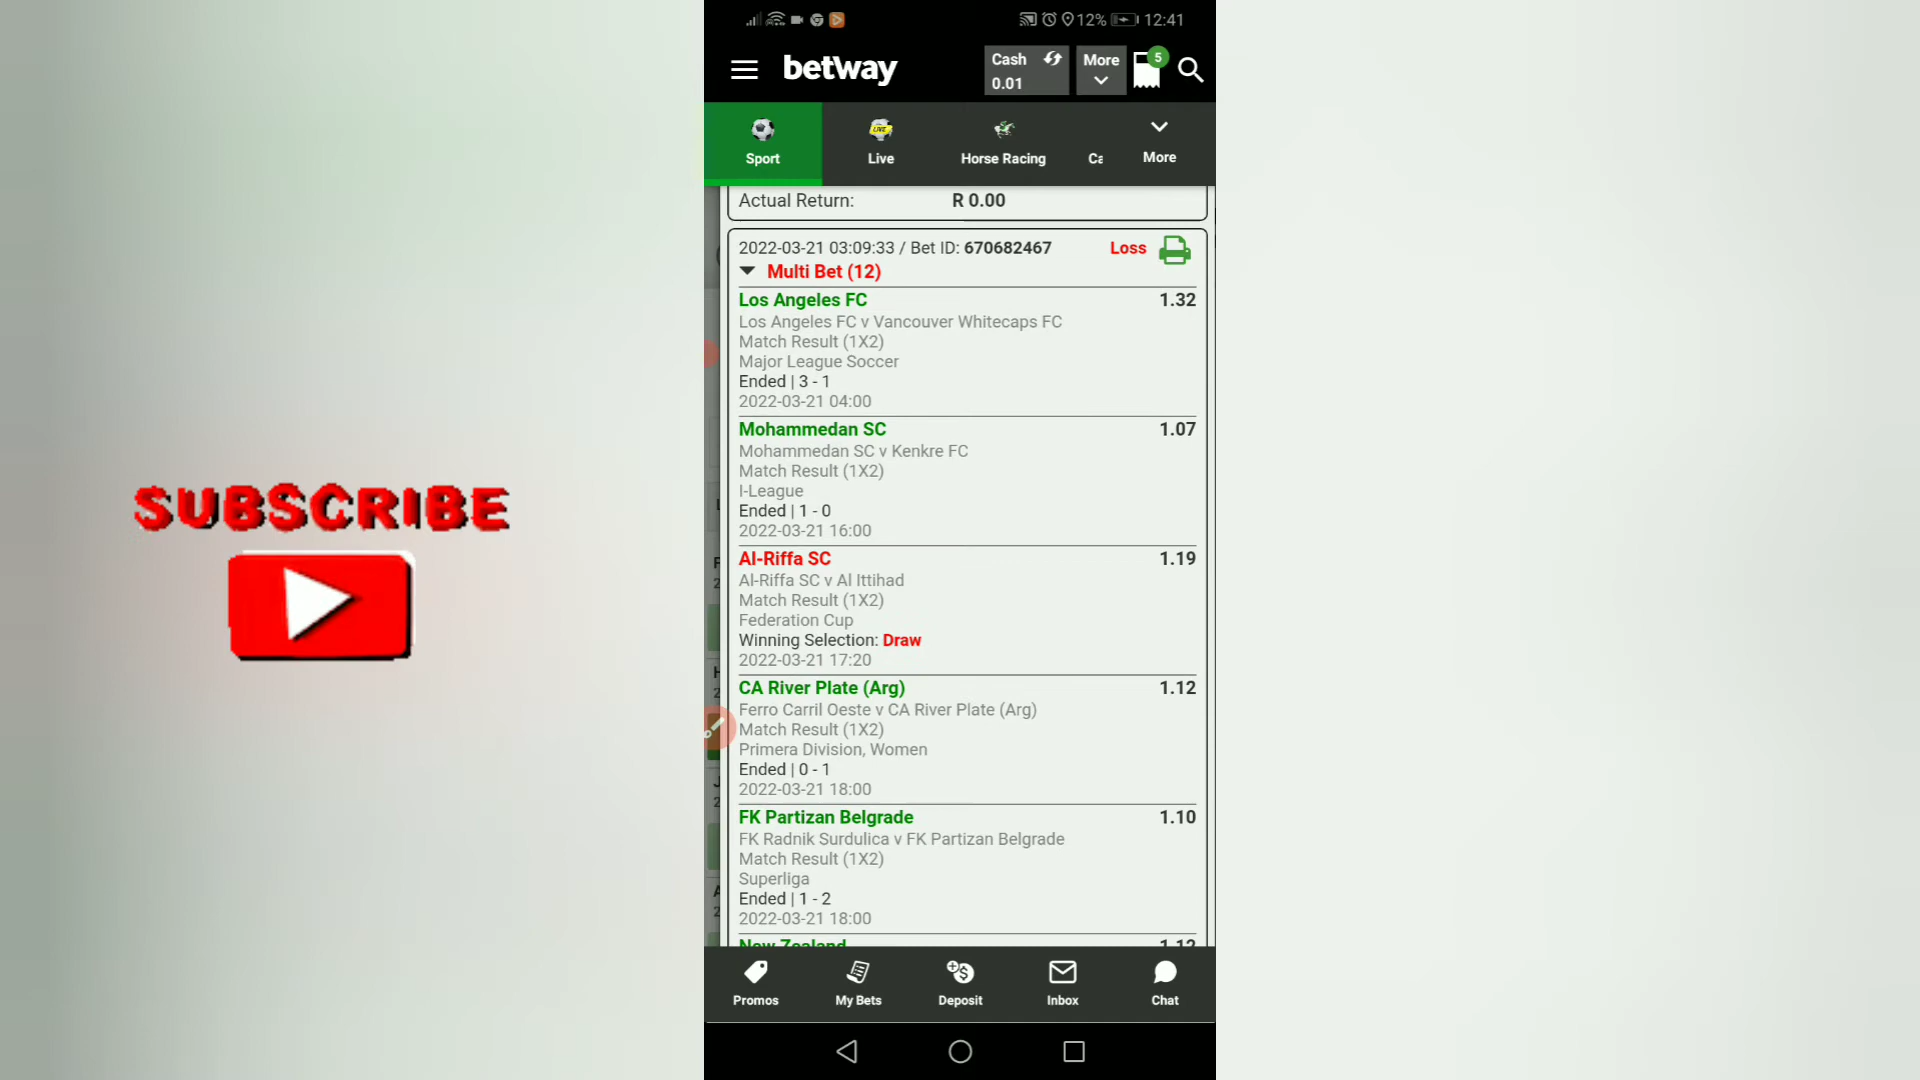 12% 12:41
betway
Cash
0.01
More
5
Sport
Live
LIVE
Horse Racing
Ca
More
Actual Return: R 0.00
2022-03-21 03:09:33 / Bet ID: 670682467 Loss
Multi Bet (12)
Los Angeles FC 1.32
Los Angeles FC v Vancouver Whitecaps FC
Match Result (1X2)
Major League Soccer
Ended | 3 - 1
2022-03-21 04:00
Mohammedan SC 1.07
Mohammedan SC v Kenkre FC
Match Result (1X2)
I-League
Ended | 1 - 0
2022-03-21 16:00
Al-Riffa SC 1.19
Al-Riffa SC v Al Ittihad
Match Result (1X2)
Federation Cup
Winning Selection: Draw
2022-03-21 17:20
CA River Plate (Arg) 1.12
Ferro Carril Oeste v CA River Plate (Arg)
Match Result (1X2)
Primera Division, Women
Ended | 0 - 1
2022-03-21 18:00
FK Partizan Belgrade 1.10
FK Radnik Surdulica v FK Partizan Belgrade
Match Result (1X2)
Superliga
Ended | 1 - 2
2022-03-21 18:00
New Zealand 1.12
Promos
My Bets
Deposit
Inbox
Chat
SUBSCRIBE